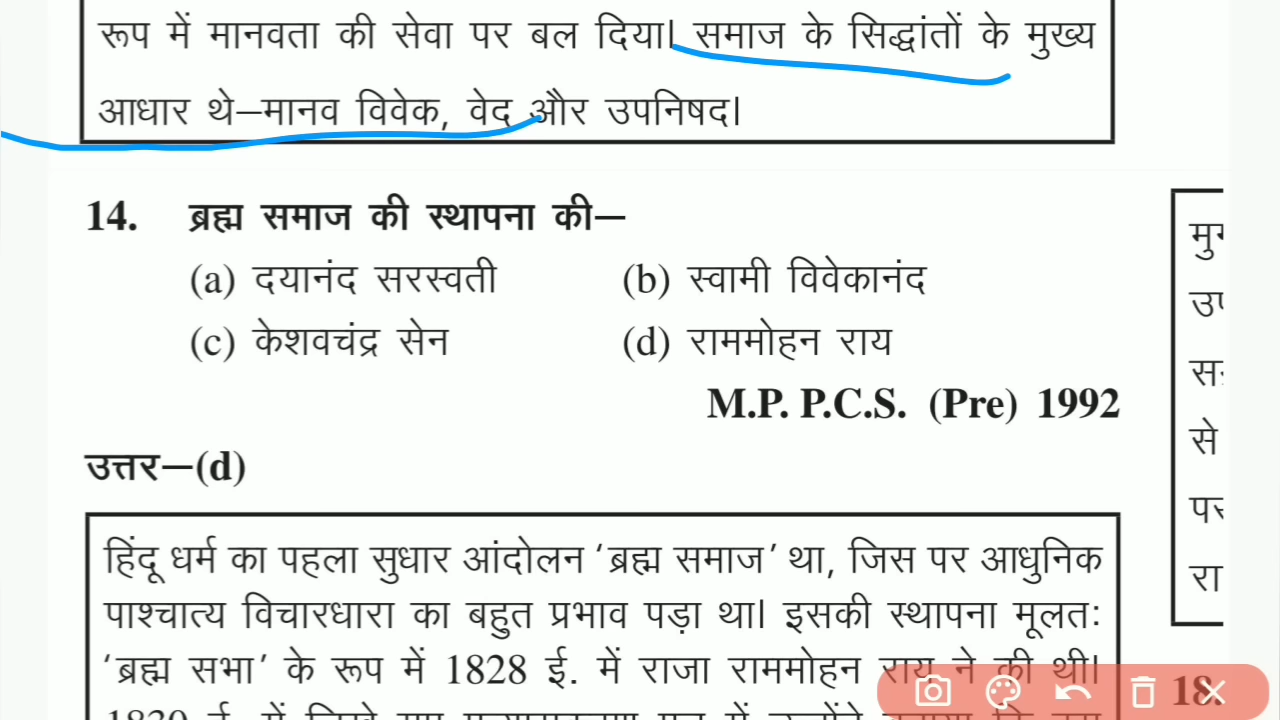 रूप में मानवता की सेवा पर बल दिया। समाज के सिद्धांतों के मुख्य
आधार थे–मानव विवेक, वेद और उपनिषद।
14. ब्रह्म समाज की स्थापना की–
(a) दयानंद सरस्वती (b) स्वामी विवेकानंद
(c) केशवचंद्र सेन (d) राममोहन राय
M.P. P.C.S. (Pre) 1992
उत्तर–(d)
हिंदू धर्म का पहला सुधार आंदोलन ‘ब्रह्म समाज’ था, जिस पर आधुनिक
पाश्चात्य विचारधारा का बहुत प्रभाव पड़ा था। इसकी स्थापना मूलतः
‘ब्रह्म सभा’ के रूप में 1828 ई. में राजा राममोहन राय ने की थी।
से
18.